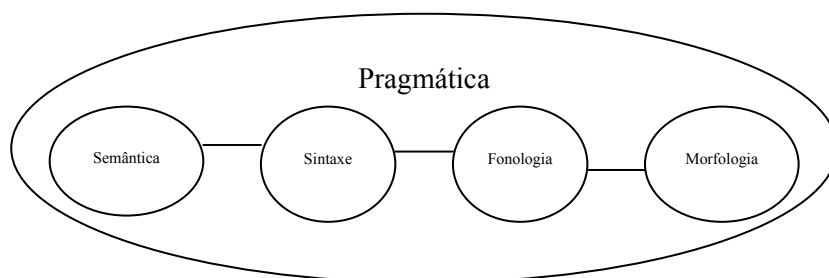 Pragmática
Semântica
Sintaxe
Fonologia
Morfologia